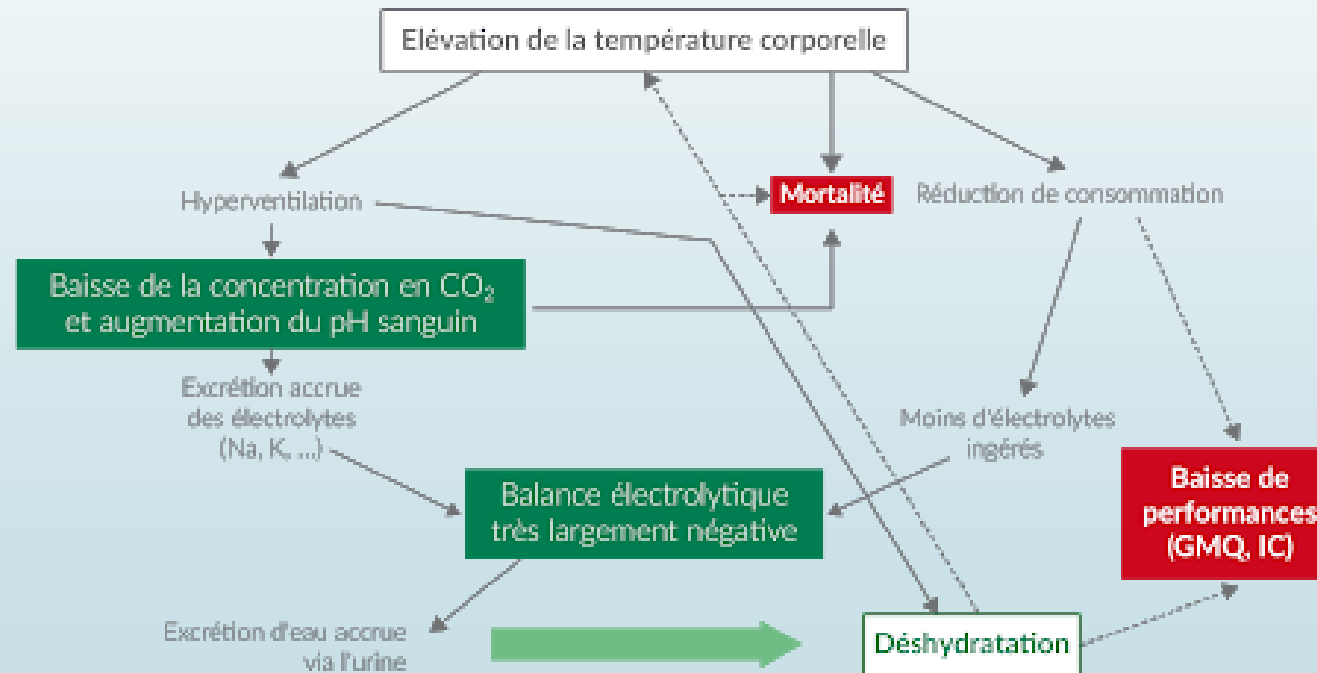 Elévation de la température corporelle
Hyperventilation
Mortalité
Réduction de consommation
Baisse de la concentration en CO₂
et augmentation du pH sanguin
Excrétion accrue
des électrolytes
(Na, K, ...)
Moins d'électrolytes
ingérés
Balance électrolytique
très largement négative
Baisse de
performances
(GMQ, IC)
Excrétion d'eau accrue
via l'urine
Déshydratation